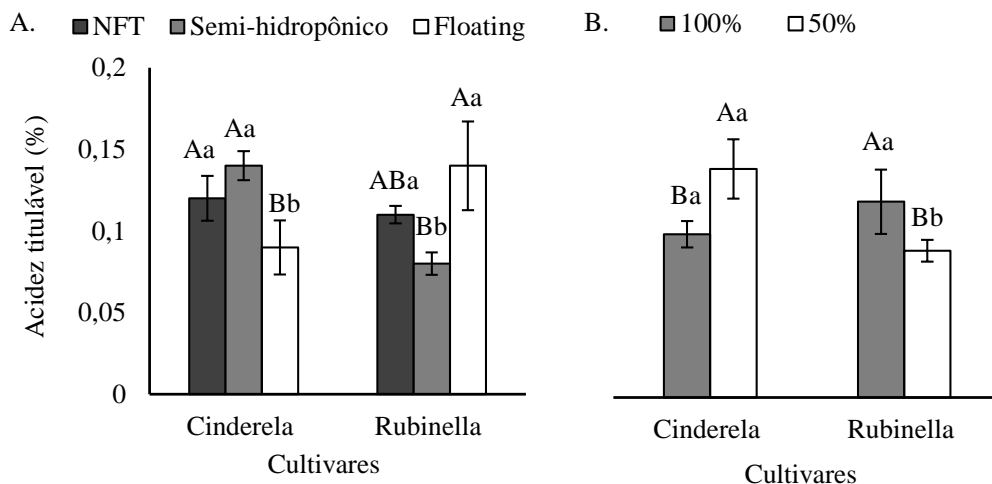 A. NFT Semi-hidropônico Floating
Acidez titulável (%)
0,2
0,15
0,1
0,05
0
Aa
Aa
Bb
ABa
Bb
Aa
Cinderela Rubinella
Cultivares
B. 100% 50%
Ba
Aa
Aa
Bb
Cinderela Rubinella
Cultivares